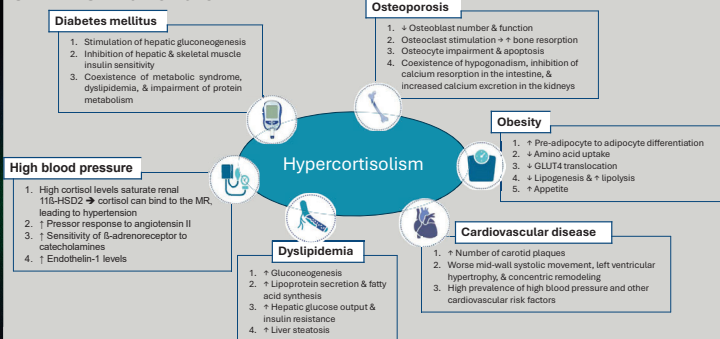 Diabetes mellitus
1. Stimulation of hepatic gluconeogenesis
2. Inhibition of hepatic & skeletal muscle
insulin sensitivity
3. Coexistence of metabolic syndrome,
dyslipidemia, & impairment of protein
metabolism
Osteoporosis
1. ↓ Osteoblast number & function
2. Osteoclast stimulation → ↑ bone resorption
3. Osteocyte impairment & apoptosis
4. Coexistence of hypogonadism, inhibition of
calcium resorption in the intestine, &
increased calcium excretion in the kidneys
Obesity
1. ↑ Pre-adipocyte to adipocyte differentiation
2. ↓ Amino acid uptake
3. ↓ GLUT4 translocation
4. ↓ Lipogenesis & ↑ lipolysis
5. ↑ Appetite
Hypercortisolism
High blood pressure
1. High cortisol levels saturate renal
11ß-HSD2 ➔ cortisol can bind to the MR,
leading to hypertension
2. ↑ Pressor response to angiotensin II
3. ↑ Sensitivity of ß-adrenoreceptor to
catecholamines
4. ↑ Endothelin-1 levels
Dyslipidemia
1. ↑ Gluconeogenesis
2. ↑ Lipoprotein secretion & fatty
acid synthesis
3. ↑ Hepatic glucose output &
insulin resistance
4. ↑ Liver steatosis
Cardiovascular disease
1. ↑ Number of carotid plaques
2. Worse mid-wall systolic movement, left ventricular
hypertrophy, & concentric remodeling
3. High prevalence of high blood pressure and other
cardiovascular risk factors